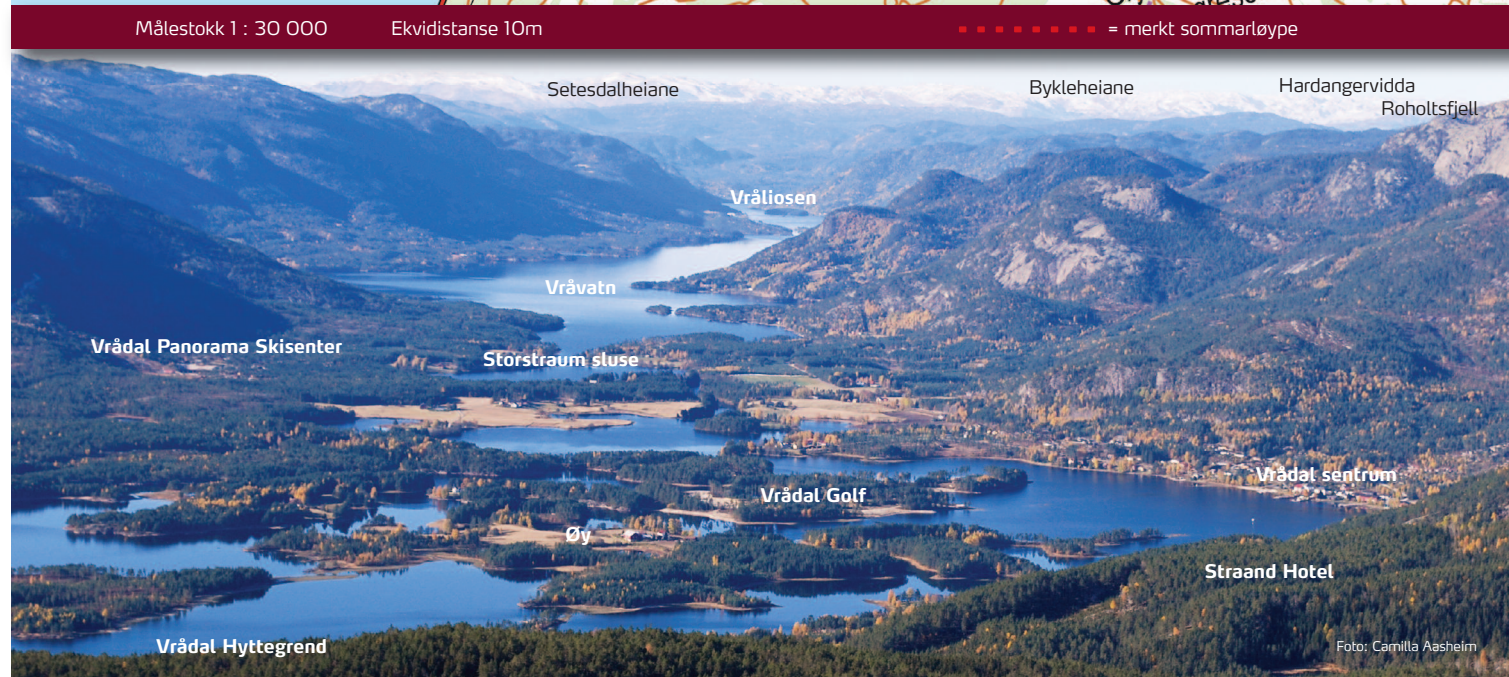 Målestokk 1 : 30 000 Ekvidistanse 10m = merkt sommarløype
Setesdalheiane Bykleheiane Hardangervidda
Roholtsfjell
Vråliosen
Vråvatn
Vrådal Panorama Skisenter
Storstraum sluse
Vrådal sentrum
Vrådal Golf
Øy
Straand Hotel
Vrådal Hyttegrend
Foto: Camilla Aasheim